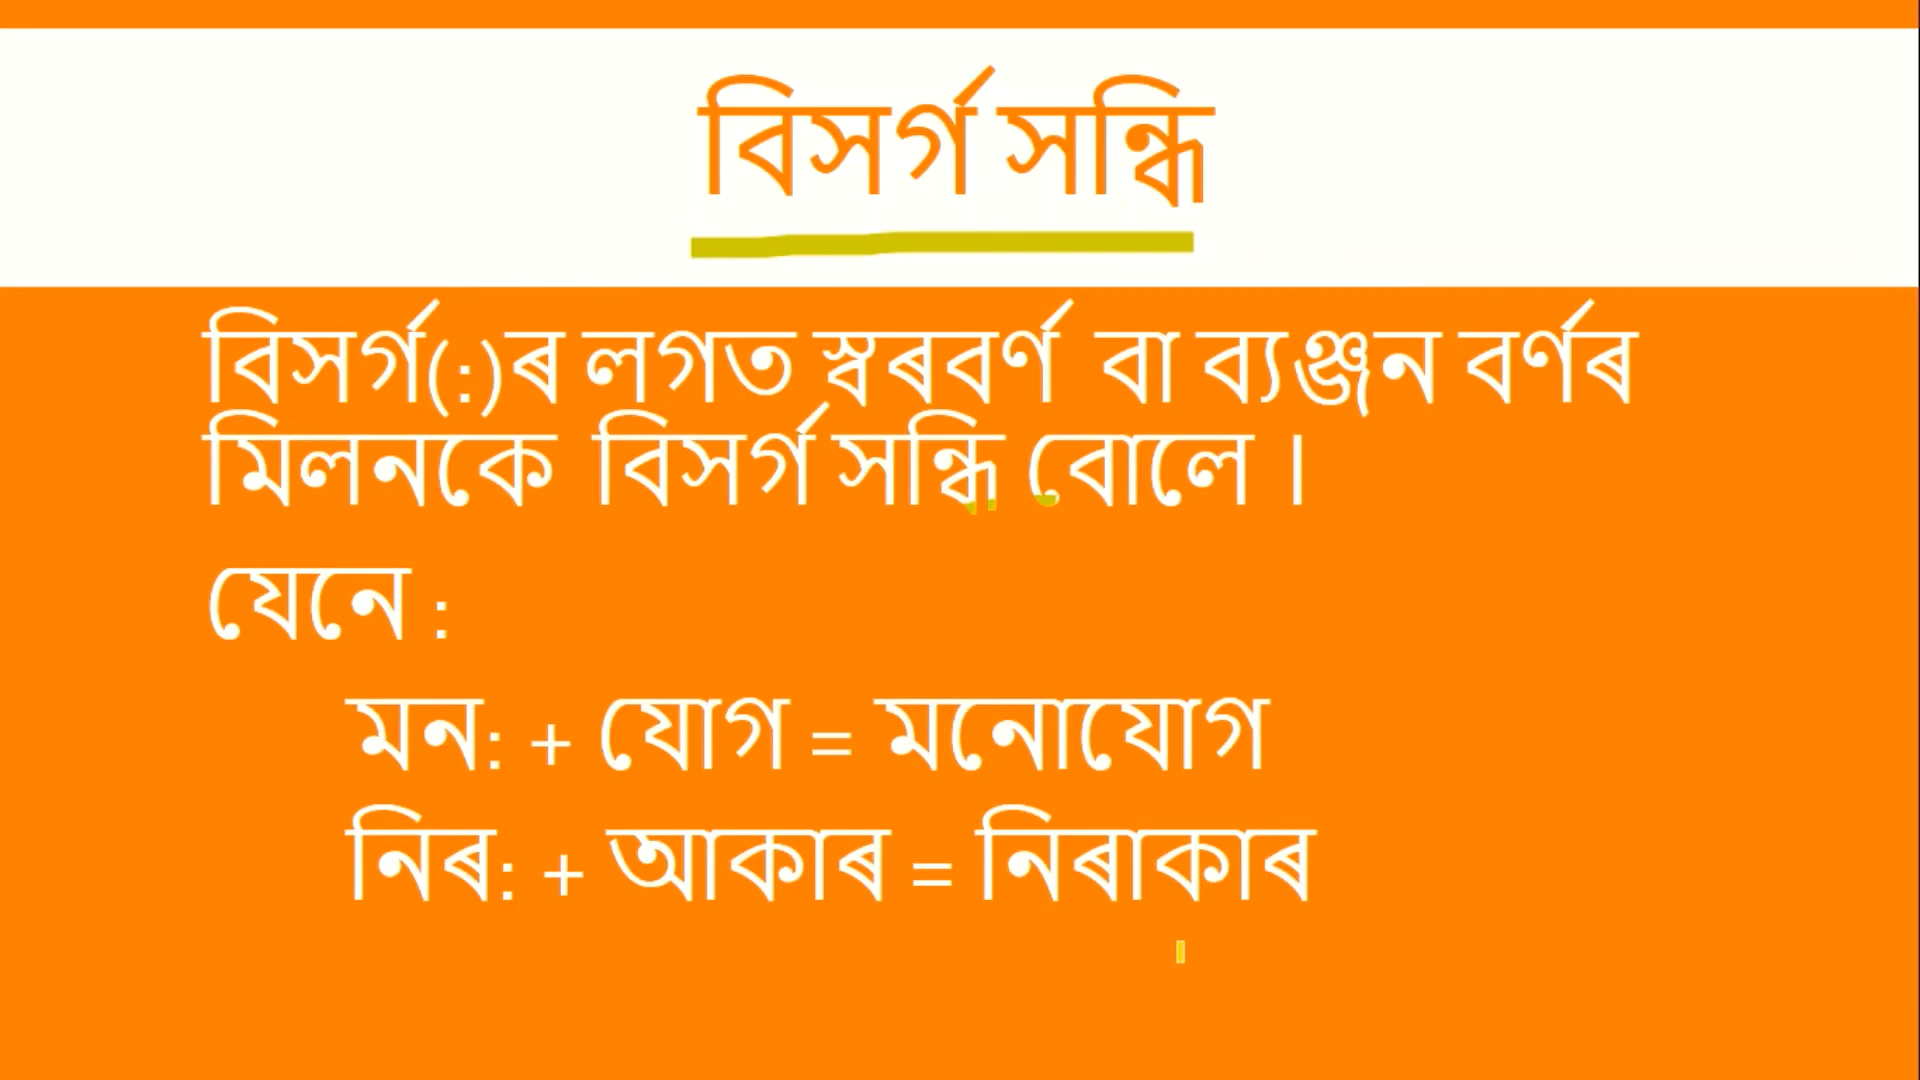 বিসৰ্গ সন্ধি
বিসৰ্গ(:)ৰ লগত স্বৰবৰ্ণ বা ব্যঞ্জন বৰ্ণৰ
মিলনকে বিসৰ্গ সন্ধি বোলে ।
যেনে :
মন: + যোগ = মনোযোগ
নিৰ: + আকাৰ = নিৰাকাৰ